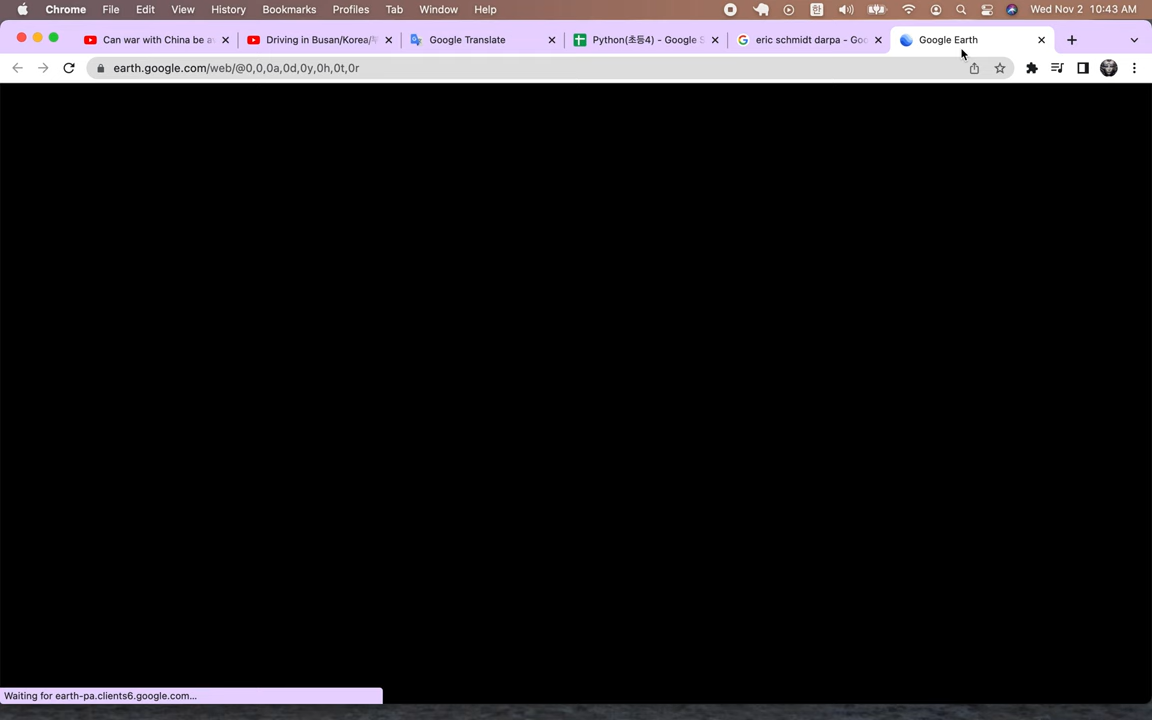 Chrome File Edit View History Bookmarks Profiles Tab Window Help 한 Wed Nov 2 10:43 AM
Can war with China be a Driving in Busan/Korea/ Google Translate Python(초등4) - Google S eric schmidt darpa - Goo Google Earth
earth.google.com/web/@0,0,0a,0d,0y,0h,0t,0r
Waiting for earth-pa.clients6.google.com...